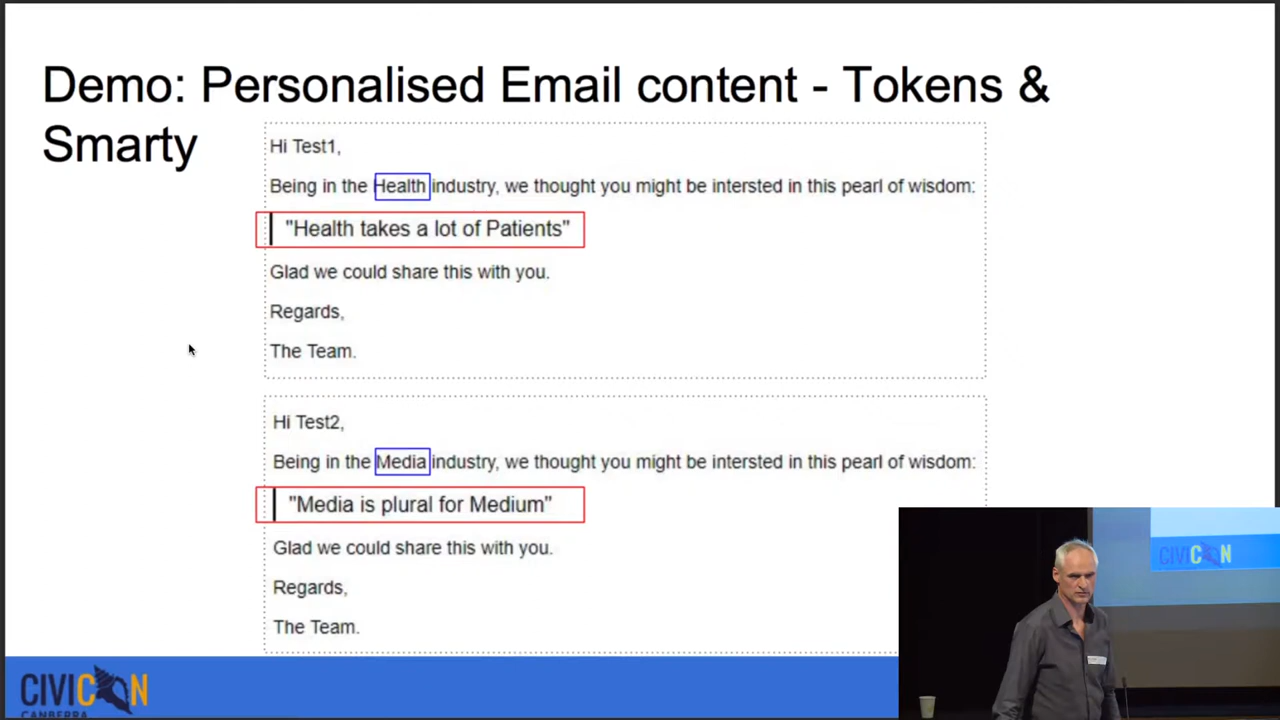 Demo: Personalised Email content - Tokens &
Smarty
Hi Test1,
Being in the Health industry, we thought you might be intersted in this pearl of wisdom:
"Health takes a lot of Patients"
Glad we could share this with you.
Regards,
The Team.
Hi Test2,
Being in the Media industry, we thought you might be intersted in this pearl of wisdom:
"Media is plural for Medium"
Glad we could share this with you.
Regards,
The Team.
CIVICON
CANBERRA
CIVICON